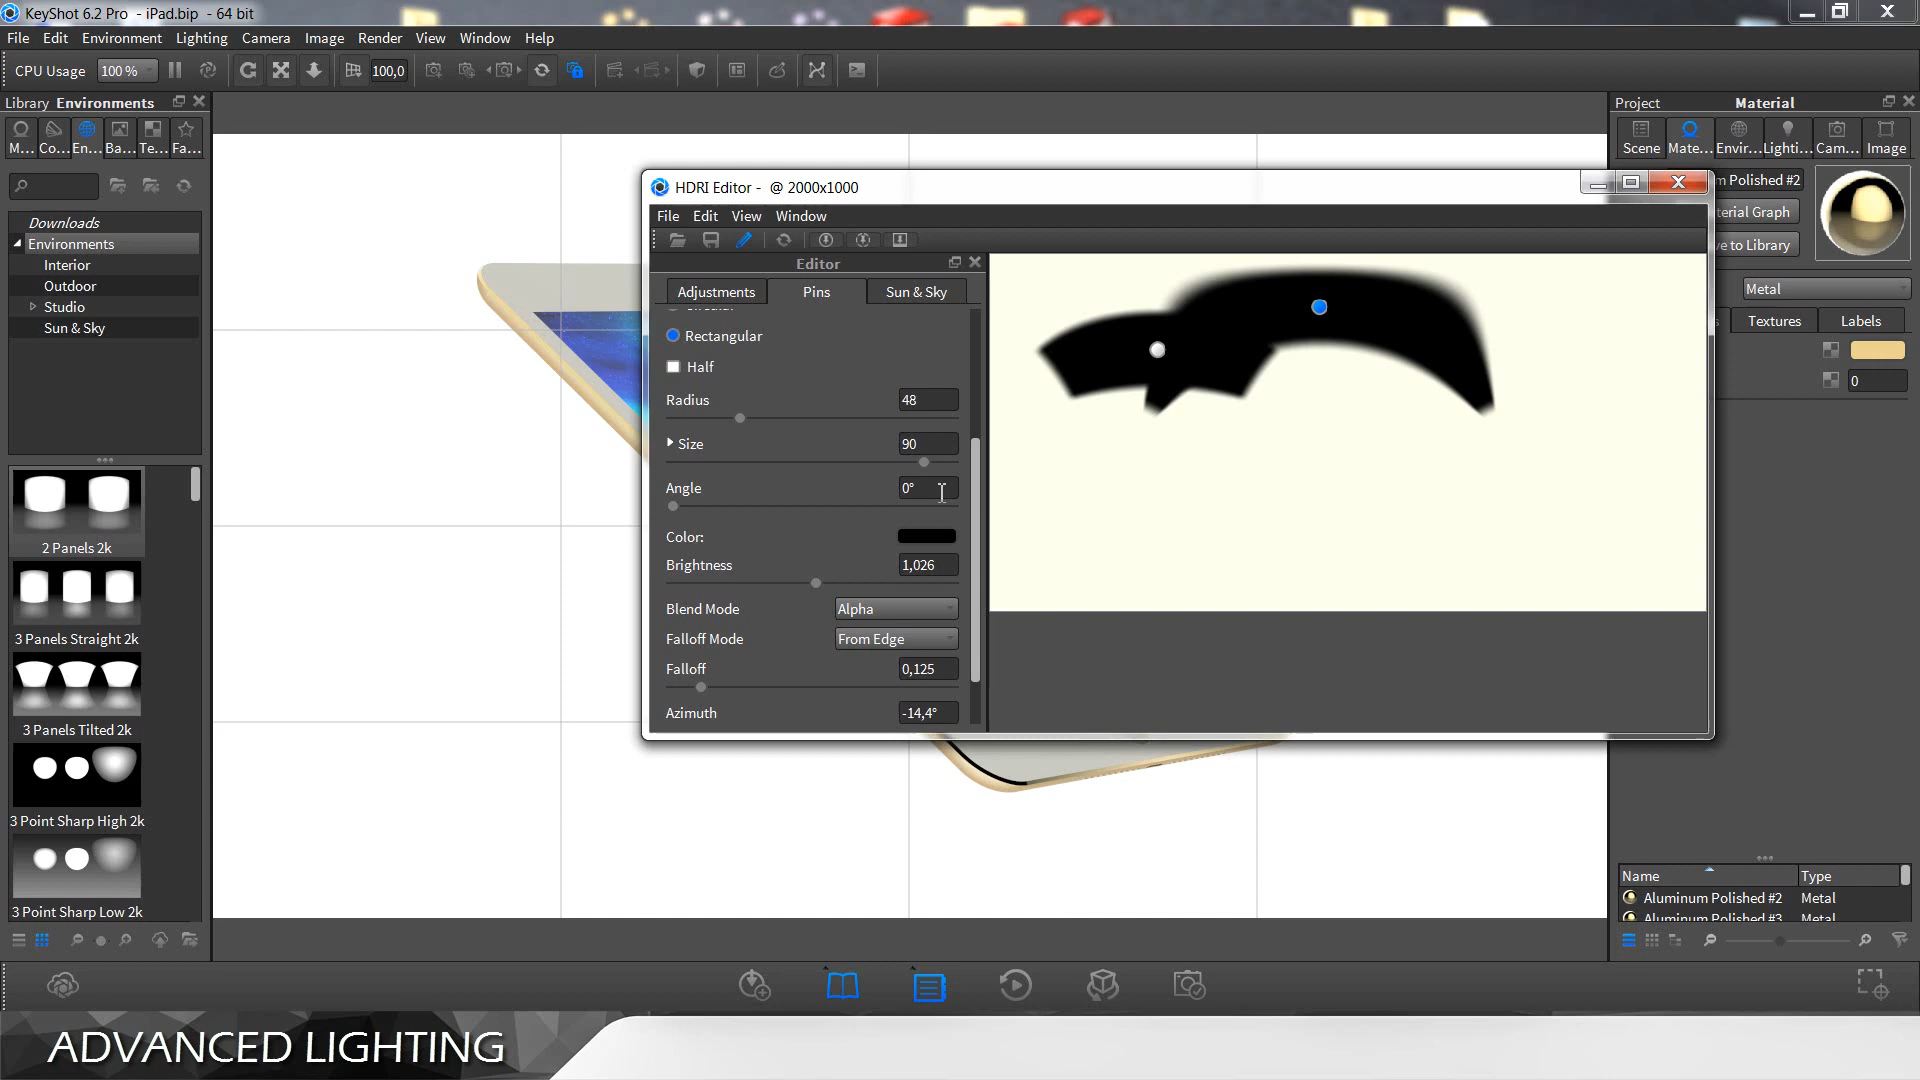 KeyShot 6.2 Pro - iPad.bip - 64 bit
File Edit Environment Lighting Camera Image Render View Window Help
CPU Usage 100 % 100,0
Library Environments
M... Co... En... Ba... Te... Fa...
Downloads
Environments
Interior
Outdoor
Studio
Sun & Sky
2 Panels 2k
3 Panels Straight 2k
3 Panels Tilted 2k
3 Point Sharp High 2k
3 Point Sharp Low 2k
HDRI Editor - @ 2000x1000
File Edit View Window
Editor
Adjustments Pins Sun & Sky
Rectangular
Half
Radius 48
Size 90
Angle 0°
Color:
Brightness 1,026
Blend Mode Alpha
Falloff Mode From Edge
Falloff 0,125
Azimuth -14,4°
Project Material
Scene Mate... Envir... Lighti... Cam... Image
m Polished #2
terial Graph
ve to Library
Metal
s Textures Labels
0
Name Type
Aluminum Polished #2 Metal
Aluminum Polished #3 Metal
ADVANCED LIGHTING